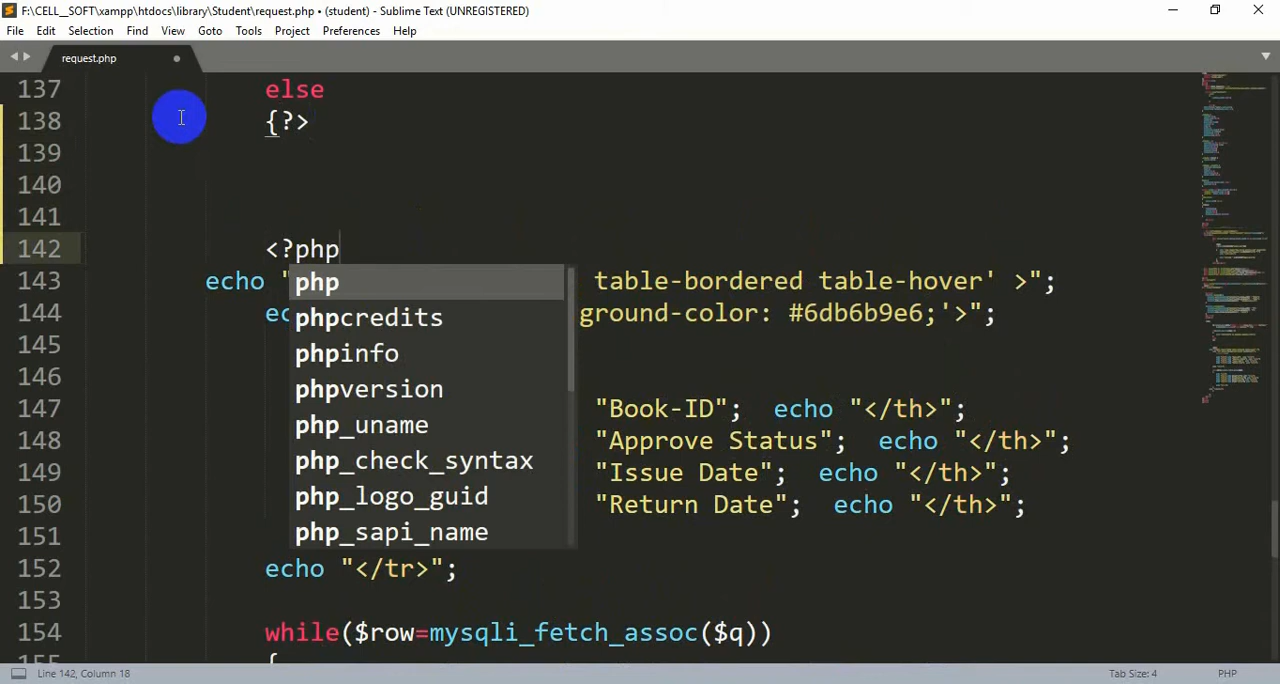 F:\CELL__SOFT\xampp\htdocs\library\Student\request.php • (student) - Sublime Text (UNREGISTERED)
File Edit Selection Find View Goto Tools Project Preferences Help
request.php
137 else
138 {?>
139
140
141
142 <?php
143 echo " table-bordered table-hover' >";
php
144 ec ground-color: #6db6b9e6;'>";
phpcredits
145
phpinfo
146
phpversion
147 "Book-ID"; echo "</th>";
php_uname
148 "Approve Status"; echo "</th>";
php_check_syntax
149 "Issue Date"; echo "</th>";
php_logo_guid
150 "Return Date"; echo "</th>";
php_sapi_name
151
152 echo "</tr>";
153
154 while($row=mysqli_fetch_assoc($q))
155 {
Line 142, Column 18 Tab Size: 4 PHP